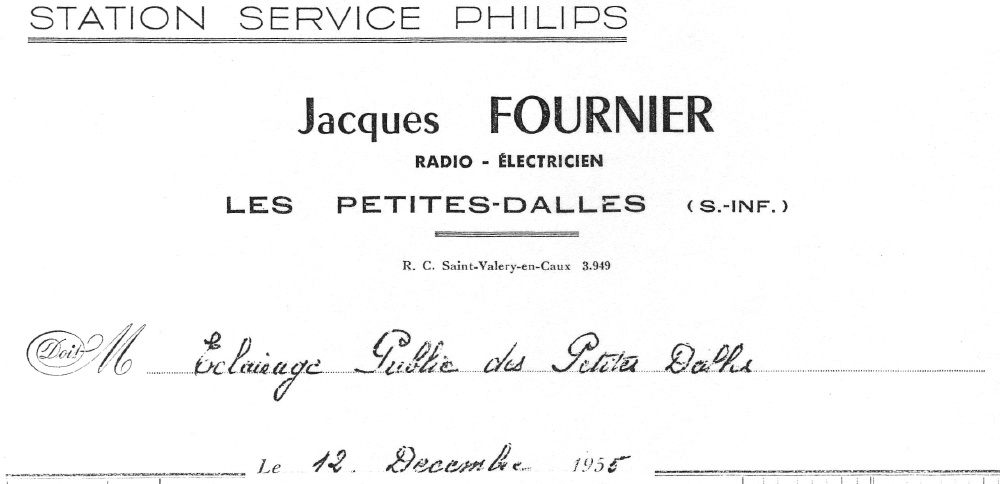 STATION SERVICE PHILIPS
Jacques FOURNIER
RADIO - ÉLECTRICIEN
LES PETITES-DALLES (S.-INF.)
R. C. Saint-Valery-en-Caux 3.949
Doit M Eclairage Public des Petites Dalles
Le 12. Decembre 1955